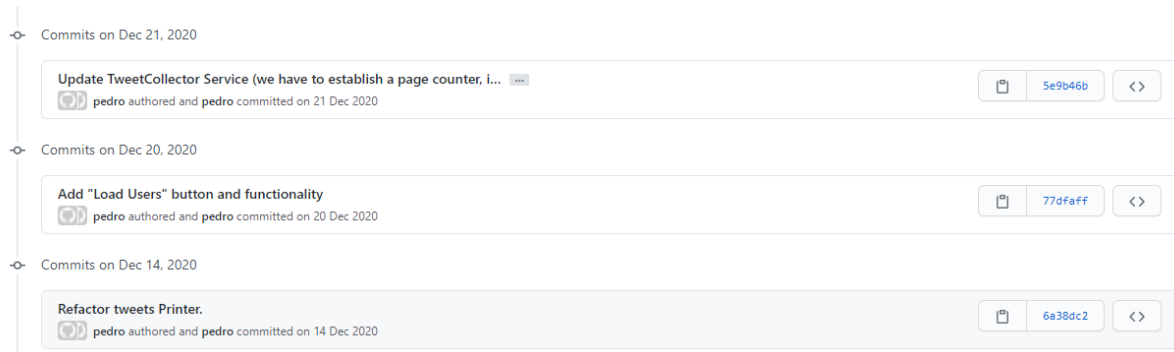 Commits on Dec 21, 2020
Update TweetCollector Service (we have to establish a page counter, i... ...
pedro authored and pedro committed on 21 Dec 2020
5e9b46b
Commits on Dec 20, 2020
Add "Load Users" button and functionality
pedro authored and pedro committed on 20 Dec 2020
77dfaff
Commits on Dec 14, 2020
Refactor tweets Printer.
pedro authored and pedro committed on 14 Dec 2020
6a38dc2